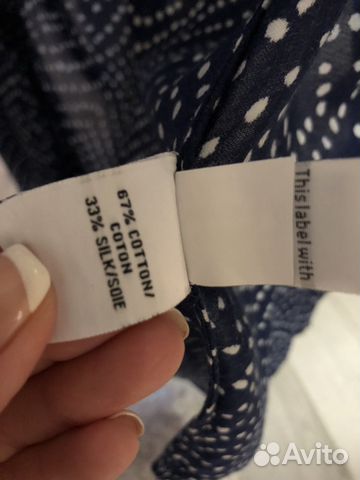 67% COTTON/
COTON
33% SILK/SOIE
This label with
Avito